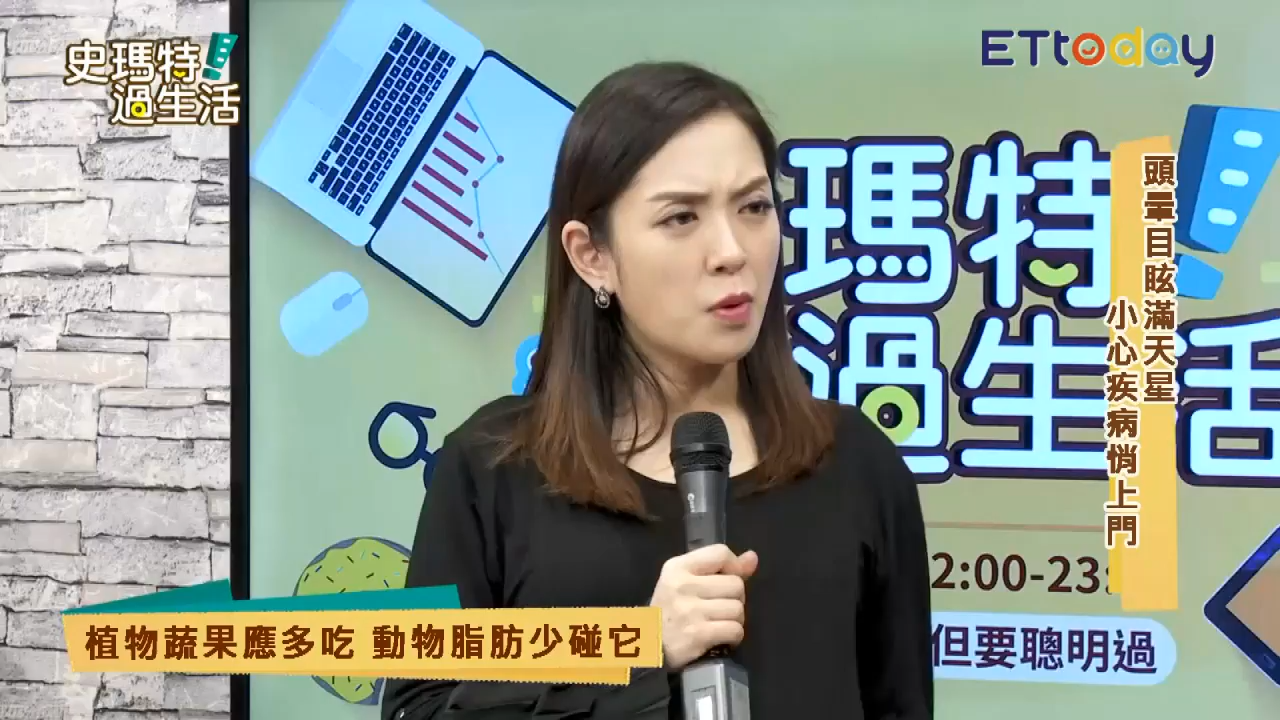 史瑪特
過生活
ETtoday
瑪特
過生活
頭暈目眩滿天星
小心疾病悄上門
2:00-23:
但要聰明過
植物蔬果應多吃 動物脂肪少碰它